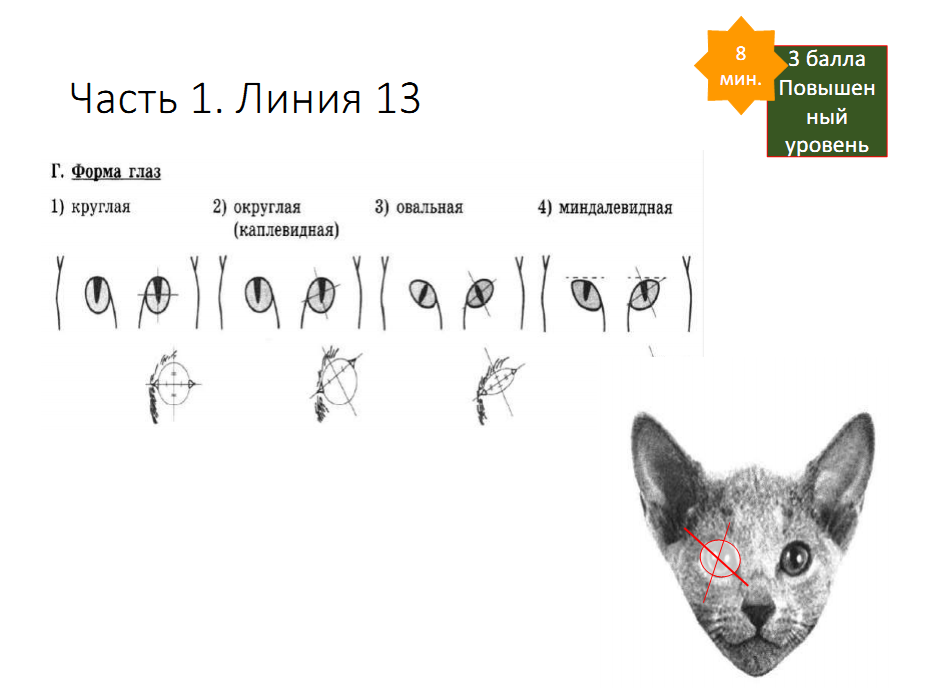 Часть 1. Линия 13
8
мин.
3 балла
Повышен
ный
уровень
Г. Форма глаз
1) круглая
2) округлая
(каплевидная)
3) овальная
4) миндалевидная